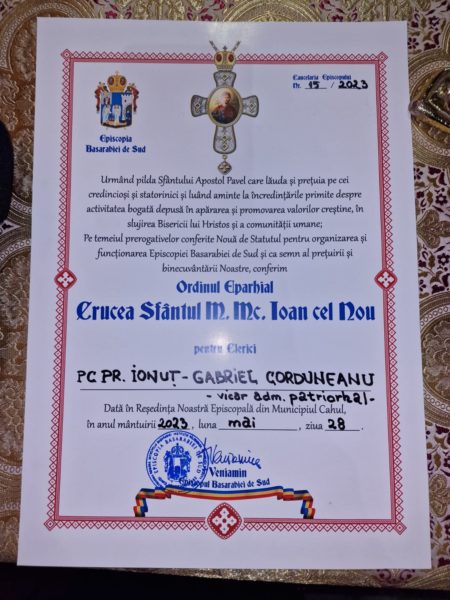 Cancelaria Episcopului
Nr. 15 / 2023
Episcopia
Basarabiei de Sud
Urmând pilda Sfântului Apostol Pavel care lăuda și prețuia pe cei
credincioși și statornici și luând aminte la încredințările primite despre
activitatea bogată depusă în apărarea și promovarea valorilor creștine, în
slujirea Bisericii lui Hristos și a comunității umane;
Pe temeiul prerogativelor conferite Nouă de Statutul pentru organizarea și
funcționarea Episcopiei Basarabiei de Sud și ca semn al prețuirii și
binecuvântării Noastre, conferim
Ordinul Eparhial
Crucea Sfântul M. Mc. Ioan cel Nou
pentru Clerici
PC PR. IONUȚ-GABRIEL CORDUNEANU
- vicar adm. patriarhal-
Dată în Reședința Noastră Episcopală din Municipiul Cahul,
în anul mântuirii 2023, luna mai, ziua 28.
Veniamin
Episcopul Basarabiei de Sud